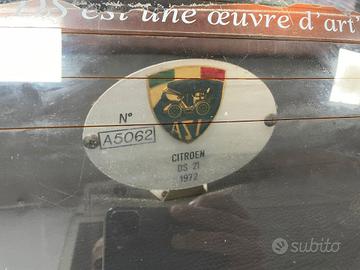 est une œuvre d'art"
N°
A5062
ASI
CITROEN
DS 21
1972
subito